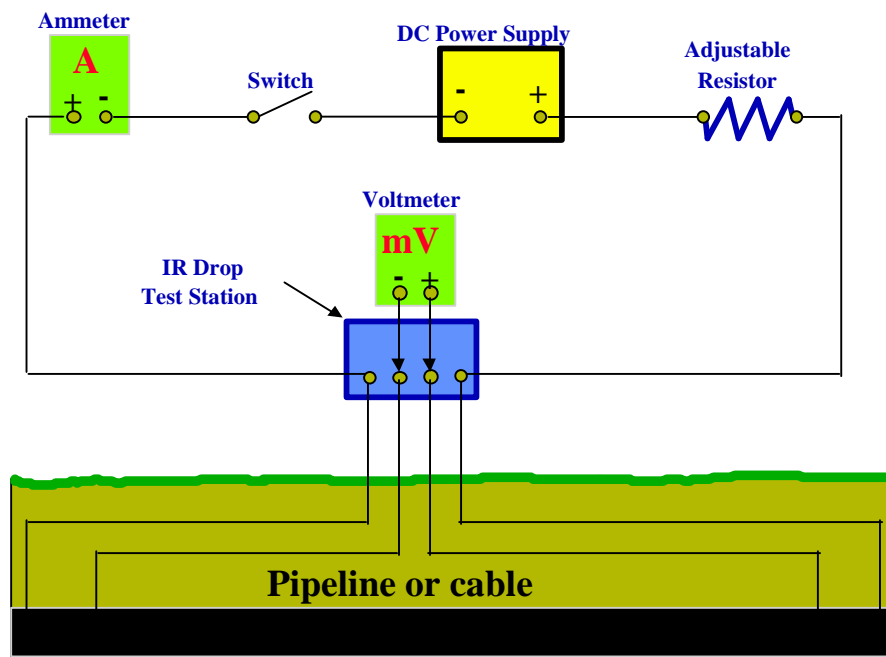 Ammeter
A
+ -
Switch
DC Power Supply
- +
Adjustable
Resistor
Voltmeter
mV
- +
IR Drop
Test Station
Pipeline or cable